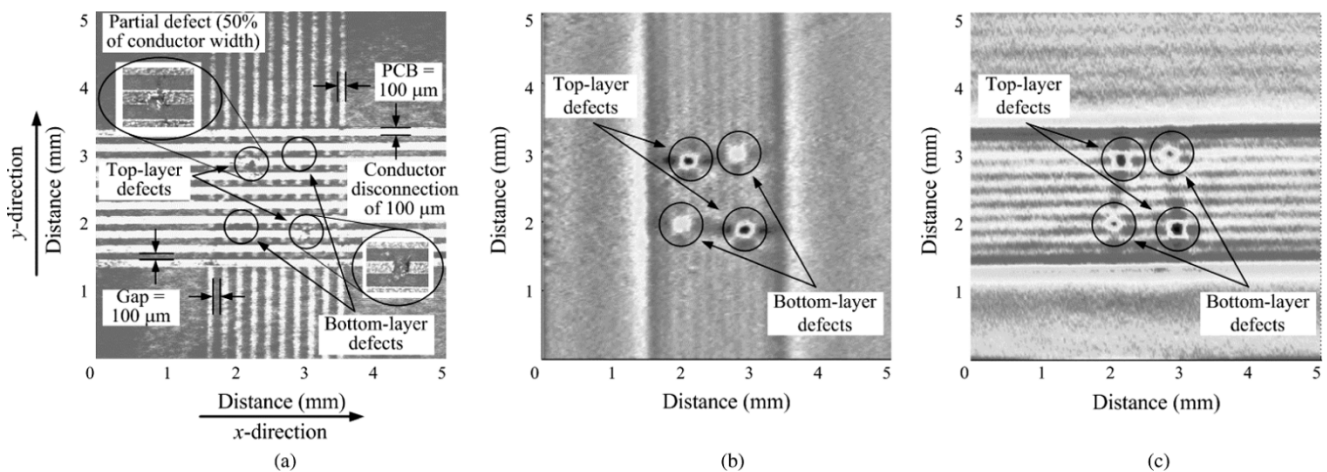 Partial defect (50%
of conductor width)
PCB =
100 µm
Top-layer
defects
Conductor
disconnection
of 100 µm
Gap =
100 µm
Bottom-layer
defects
5
4
3
2
1
0 1 2 3 4 5
y-direction
Distance (mm)
Distance (mm)
x-direction
(a)
Top-layer
defects
Bottom-layer
defects
5
4
3
2
1
0 1 2 3 4 5
Distance (mm)
Distance (mm)
(b)
Top-layer
defects
Bottom-layer
defects
5
4
3
2
1
0 1 2 3 4 5
Distance (mm)
Distance (mm)
(c)